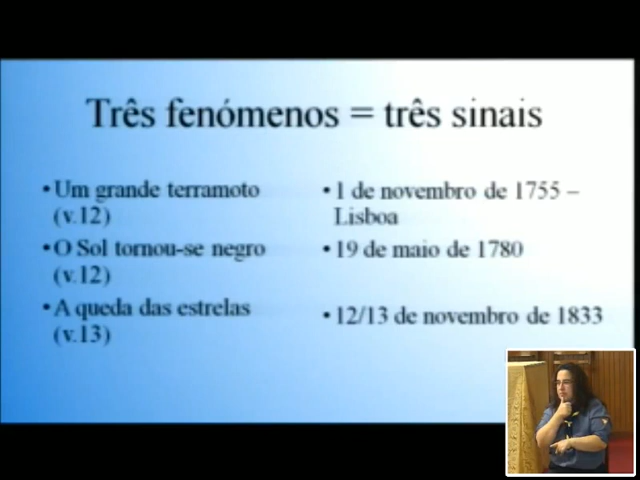 Três fenómenos = três sinais
•Um grande terramoto
(v.12)
•O Sol tornou-se negro
(v.12)
•A queda das estrelas
(v.13)
•1 de novembro de 1755 –
Lisboa
•19 de maio de 1780
•12/13 de novembro de 1833